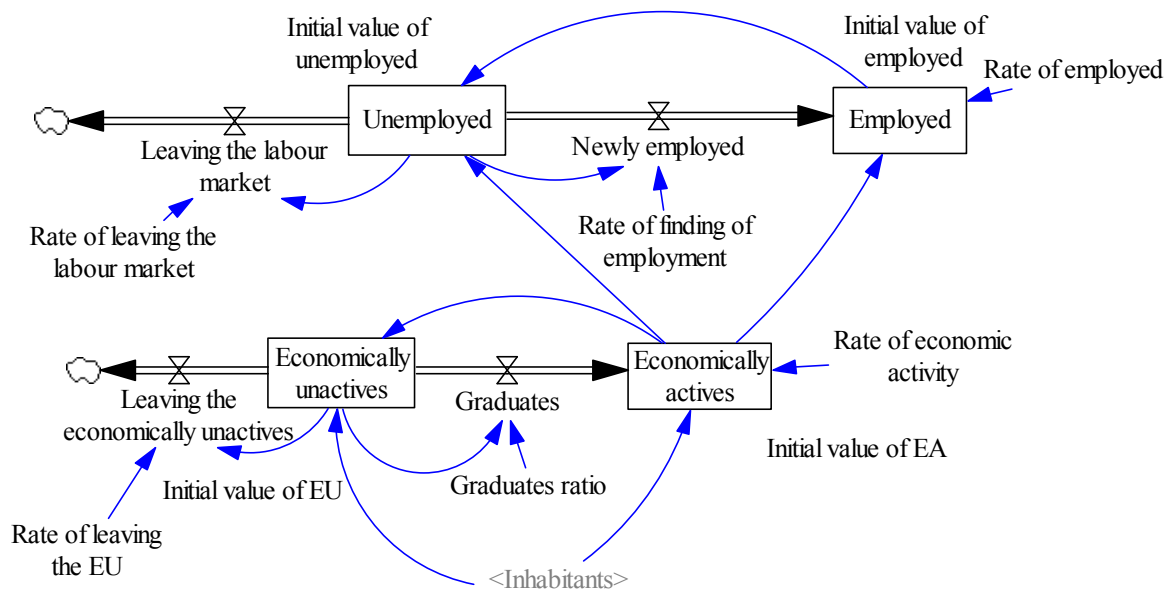 Initial value of
unemployed
Initial value of
employed
Rate of employed
Unemployed
Employed
Leaving the labour
market
Newly employed
Rate of leaving the
labour market
Rate of finding of
employment
Economically
unactives
Economically
actives
Rate of economic
activity
Leaving the
economically unactives
Graduates
Initial value of EU
Graduates ratio
Initial value of EA
Rate of leaving
the EU
<Inhabitants>